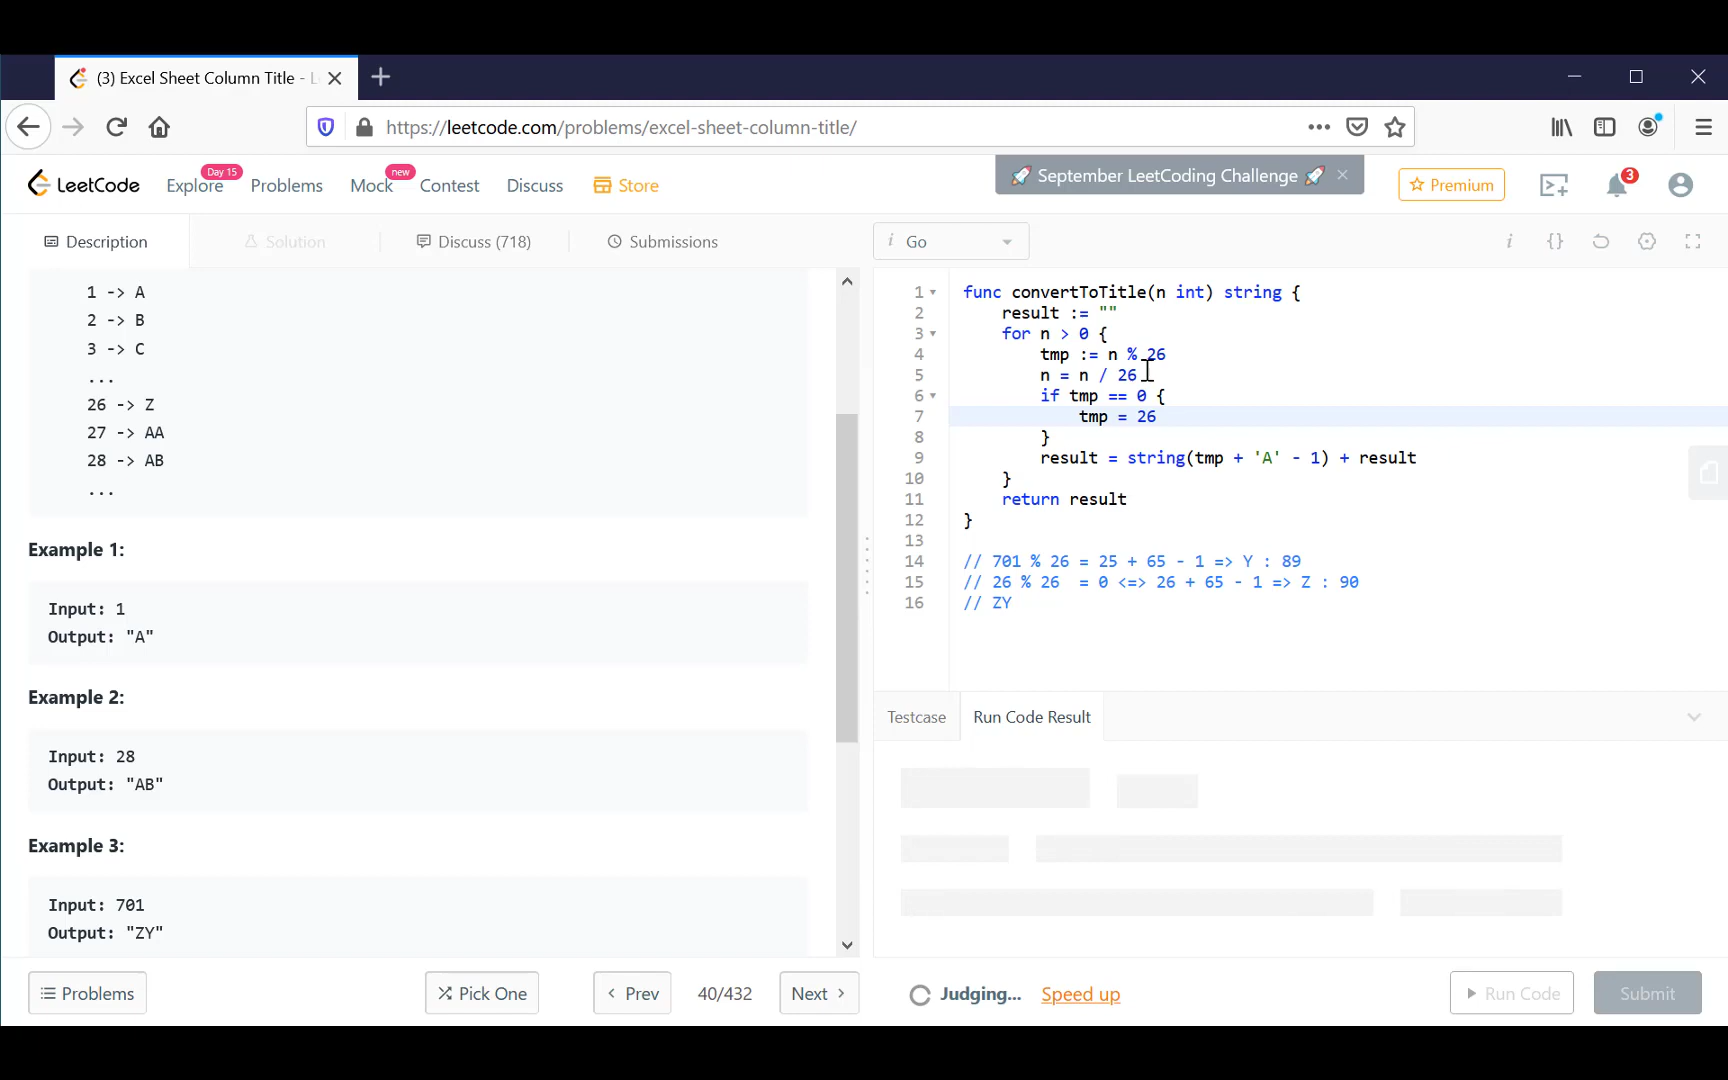 (3) Excel Sheet Column Title - L
https://leetcode.com/problems/excel-sheet-column-title/
LeetCode
Explore
Day 15
Problems
Mock
new
Contest
Discuss
Store
🚀 September LeetCoding Challenge 🚀
Premium
3
Description
Solution
Discuss (718)
Submissions
i Go
1 -> A
2 -> B
3 -> C
...
26 -> Z
27 -> AA
28 -> AB
...
Example 1:
Input: 1
Output: "A"
Example 2:
Input: 28
Output: "AB"
Example 3:
Input: 701
Output: "ZY"
1 func convertToTitle(n int) string {
2 result := ""
3 for n > 0 {
4 tmp := n % 26
5 n = n / 26
6 if tmp == 0 {
7 tmp = 26
8 }
9 result = string(tmp + 'A' - 1) + result
10 }
11 return result
12 }
13
14 // 701 % 26 = 25 + 65 - 1 => Y : 89
15 // 26 % 26  = 0 <=> 26 + 65 - 1 => Z : 90
16 // ZY
Testcase
Run Code Result
Problems
Pick One
Prev
40/432
Next
Judging...
Speed up
Run Code
Submit